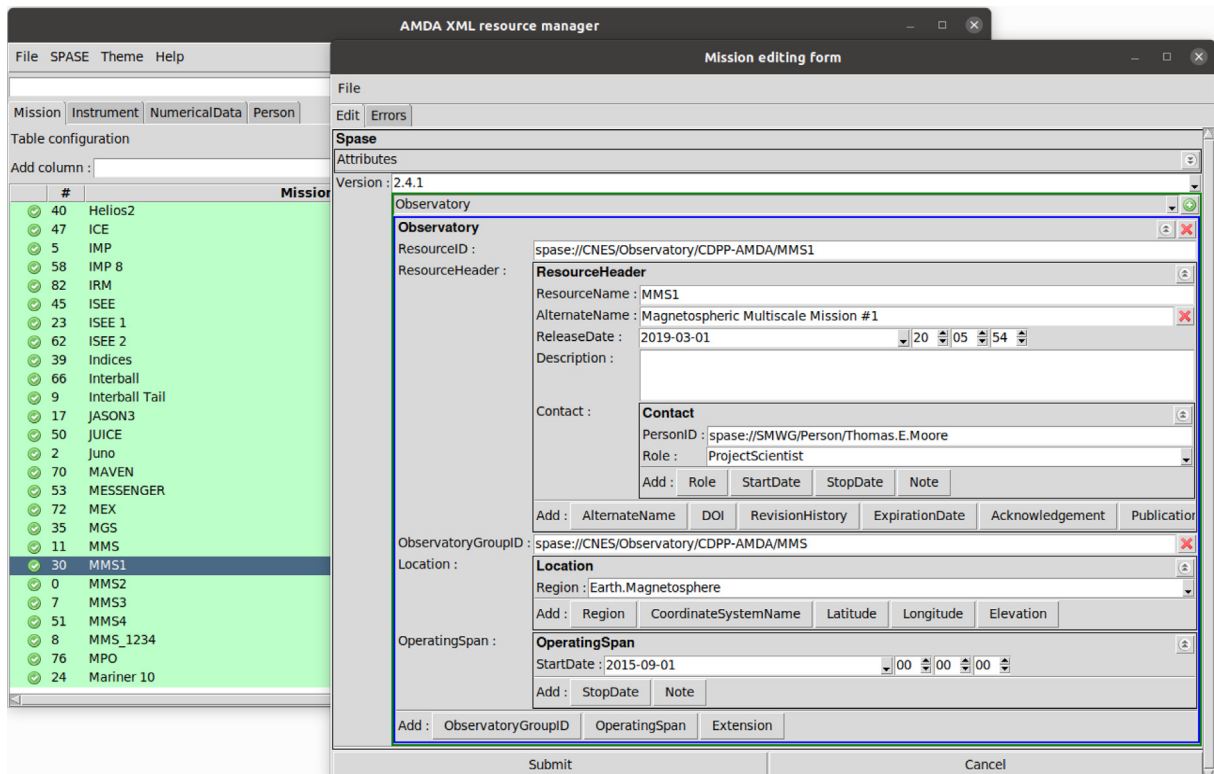 AMDA XML resource manager
File SPASE Theme Help
Mission Instrument NumericalData Person
Table configuration
Add column :
# Mission
40 Helios2
47 ICE
5 IMP
58 IMP 8
82 IRM
45 ISEE
23 ISEE 1
62 ISEE 2
39 Indices
66 Interball
9 Interball Tail
17 JASON3
50 JUICE
2 Juno
70 MAVEN
53 MESSENGER
72 MEX
35 MGS
11 MMS
30 MMS1
0 MMS2
7 MMS3
51 MMS4
8 MMS_1234
76 MPO
24 Mariner 10
Mission editing form
File
Edit Errors
Spase
Attributes
Version : 2.4.1
Observatory
Observatory
ResourceID : spase://CNES/Observatory/CDPP-AMDA/MMS1
ResourceHeader : ResourceHeader
ResourceName : MMS1
AlternateName : Magnetospheric Multiscale Mission #1
ReleaseDate : 2019-03-01 20 05 54
Description :
Contact : Contact
PersonID : spase://SMWG/Person/Thomas.E.Moore
Role : ProjectScientist
Add : Role StartDate StopDate Note
Add : AlternateName DOI RevisionHistory ExpirationDate Acknowledgement Publication
ObservatoryGroupID : spase://CNES/Observatory/CDPP-AMDA/MMS
Location : Location
Region : Earth.Magnetosphere
Add : Region CoordinateSystemName Latitude Longitude Elevation
OperatingSpan : OperatingSpan
StartDate : 2015-09-01 00 00 00
Add : StopDate Note
Add : ObservatoryGroupID OperatingSpan Extension
Submit Cancel